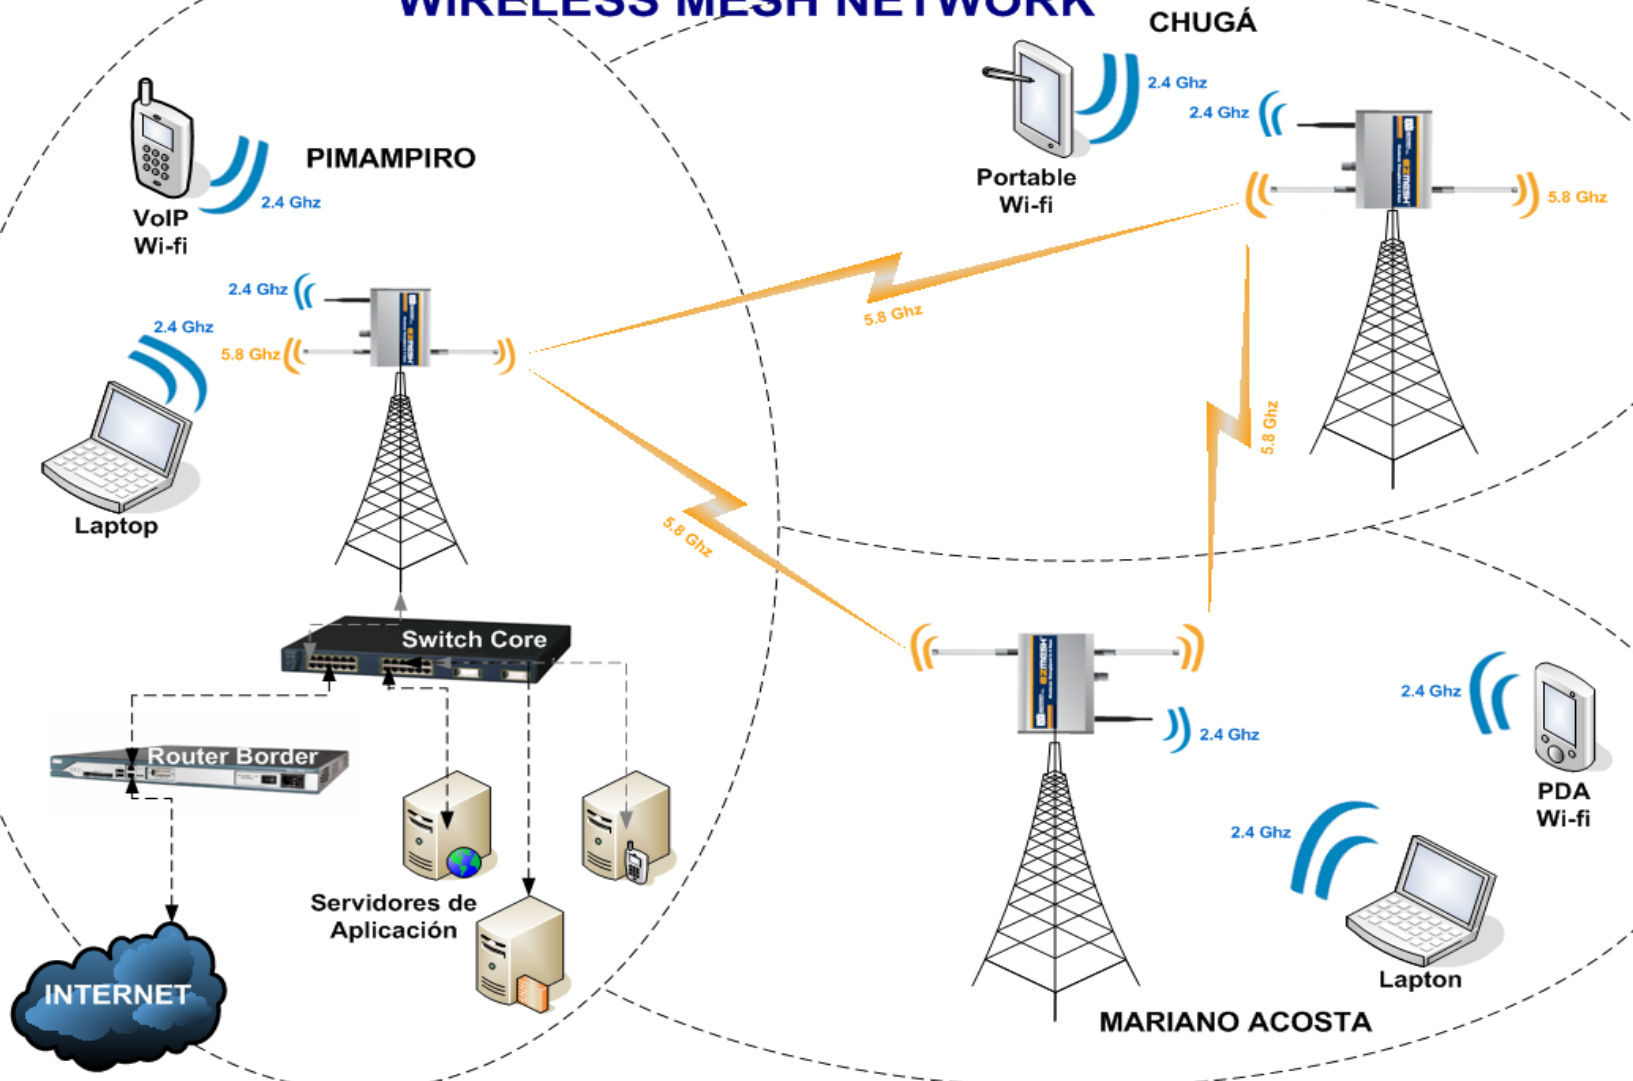 WIRELESS MESH NETWORK
CHUGÁ
2.4 Ghz
2.4 Ghz
Portable
Wi-fi
5.8 Ghz
PIMAMPIRO
2.4 Ghz
VoIP
Wi-fi
2.4 Ghz
2.4 Ghz
5.8 Ghz
Laptop
5.8 Ghz
5.8 Ghz
5.8 Ghz
Switch Core
Router Border
Servidores de
Aplicación
INTERNET
2.4 Ghz
2.4 Ghz
PDA
Wi-fi
2.4 Ghz
Lapton
MARIANO ACOSTA
EZMESH
EZMESH
EZMESH